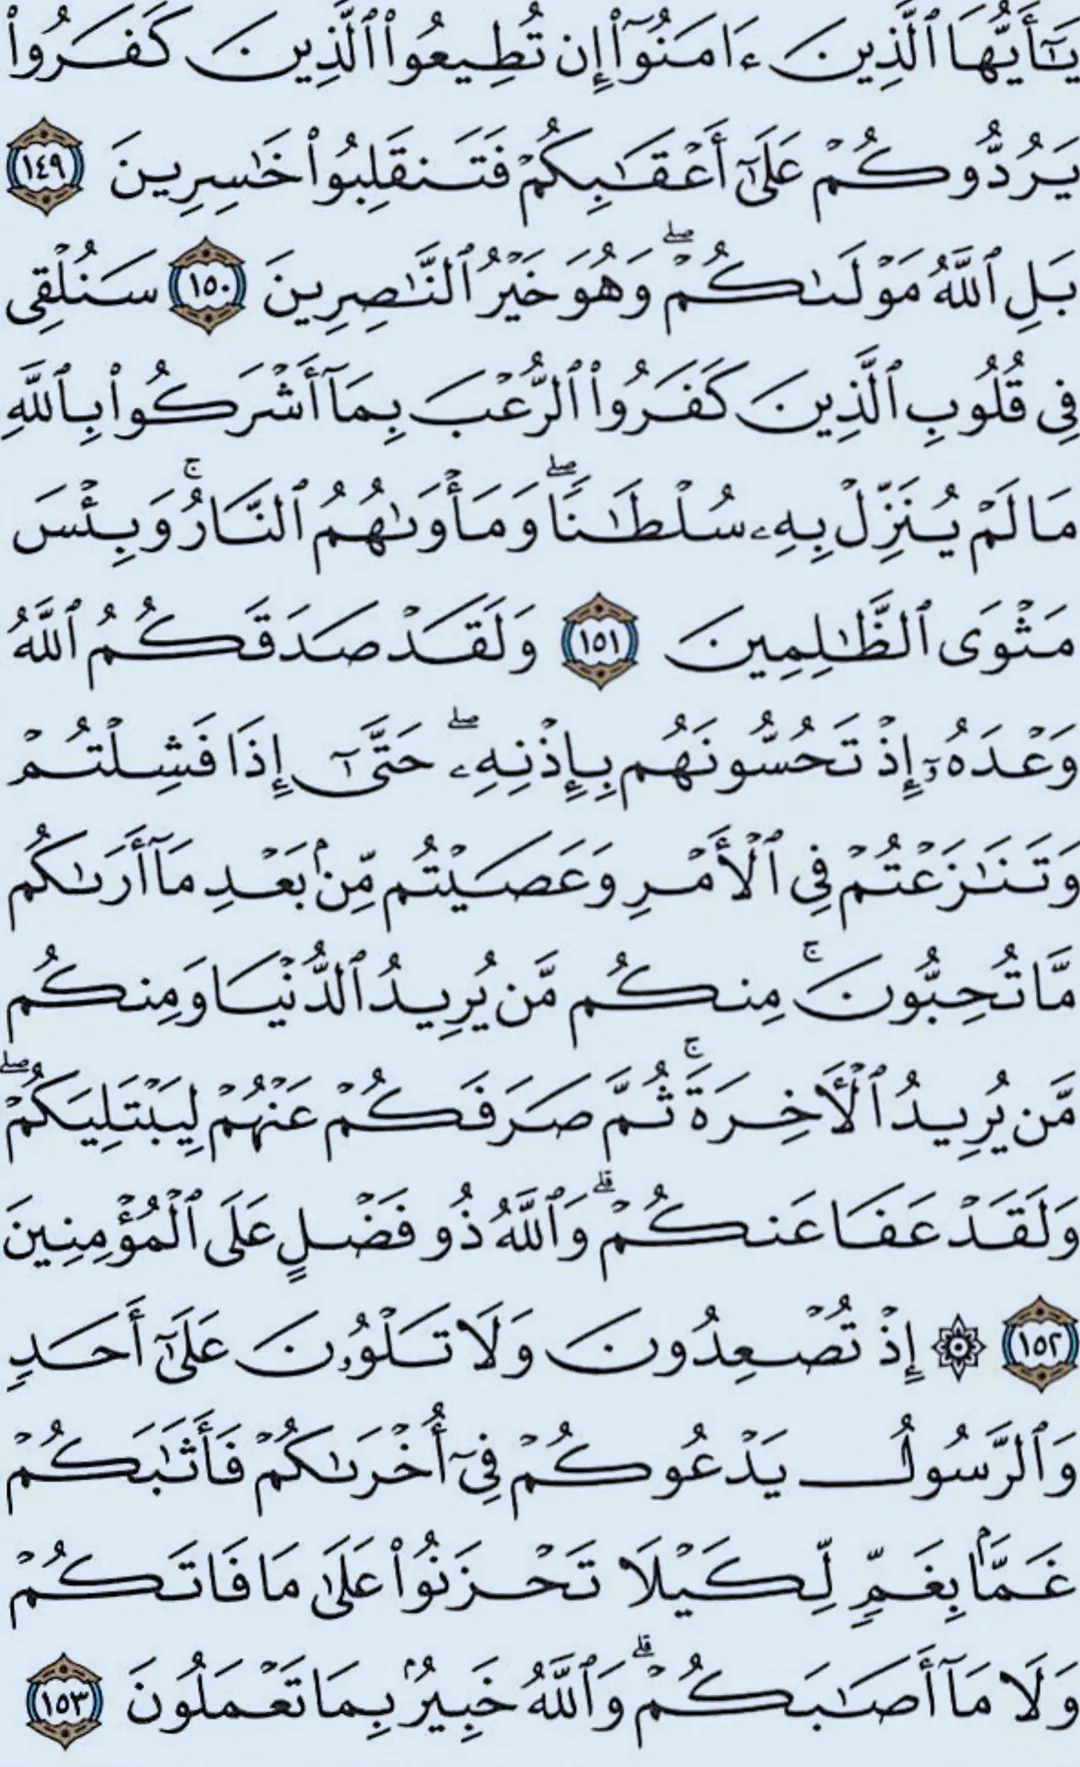 يَـٰٓأَيُّهَا ٱلَّذِينَ ءَامَنُوٓا۟ إِن تُطِيعُوا۟ ٱلَّذِينَ كَفَرُوا۟
يَرُدُّوكُمْ عَلَىٰٓ أَعْقَـٰبِكُمْ فَتَنقَلِبُوا۟ خَـٰسِرِينَ ١٤٩
بَلِ ٱللَّهُ مَوْلَىٰكُمْ ۖ وَهُوَ خَيْرُ ٱلنَّـٰصِرِينَ ١٥٠ سَنُلْقِى
فِى قُلُوبِ ٱلَّذِينَ كَفَرُوا۟ ٱلرُّعْبَ بِمَآ أَشْرَكُوا۟ بِٱللَّهِ
مَا لَمْ يُنَزِّلْ بِهِۦ سُلْطَـٰنًا ۖ وَمَأْوَىٰهُمُ ٱلنَّارُ ۚ وَبِئْسَ
مَثْوَى ٱلظَّـٰلِمِينَ ١٥١ وَلَقَدْ صَدَقَكُمُ ٱللَّهُ
وَعْدَهُۥٓ إِذْ تَحُسُّونَهُم بِإِذْنِهِۦ ۖ حَتَّىٰٓ إِذَا فَشِلْتُمْ
وَتَنَـٰزَعْتُمْ فِى ٱلْأَمْرِ وَعَصَيْتُم مِّنۢ بَعْدِ مَآ أَرَىٰكُم
مَّا تُحِبُّونَ ۚ مِنكُم مَّن يُرِيدُ ٱلدُّنْيَا وَمِنكُم
مَّن يُرِيدُ ٱلْـَٔاخِرَةَ ۚ ثُمَّ صَرَفَكُمْ عَنْهُمْ لِيَبْتَلِيَكُمْ ۖ
وَلَقَدْ عَفَا عَنكُمْ ۗ وَٱللَّهُ ذُو فَضْلٍ عَلَى ٱلْمُؤْمِنِينَ
١٥٢ ۞ إِذْ تُصْعِدُونَ وَلَا تَلْوُۥنَ عَلَىٰٓ أَحَدٍ
وَٱلرَّسُولُ يَدْعُوكُمْ فِىٓ أُخْرَىٰكُمْ فَأَثَـٰبَكُمْ
غَمًّۢا بِغَمٍّ لِّكَيْلَا تَحْزَنُوا۟ عَلَىٰ مَا فَاتَكُمْ
وَلَا مَآ أَصَـٰبَكُمْ ۗ وَٱللَّهُ خَبِيرٌۢ بِمَا تَعْمَلُونَ ١٥٣